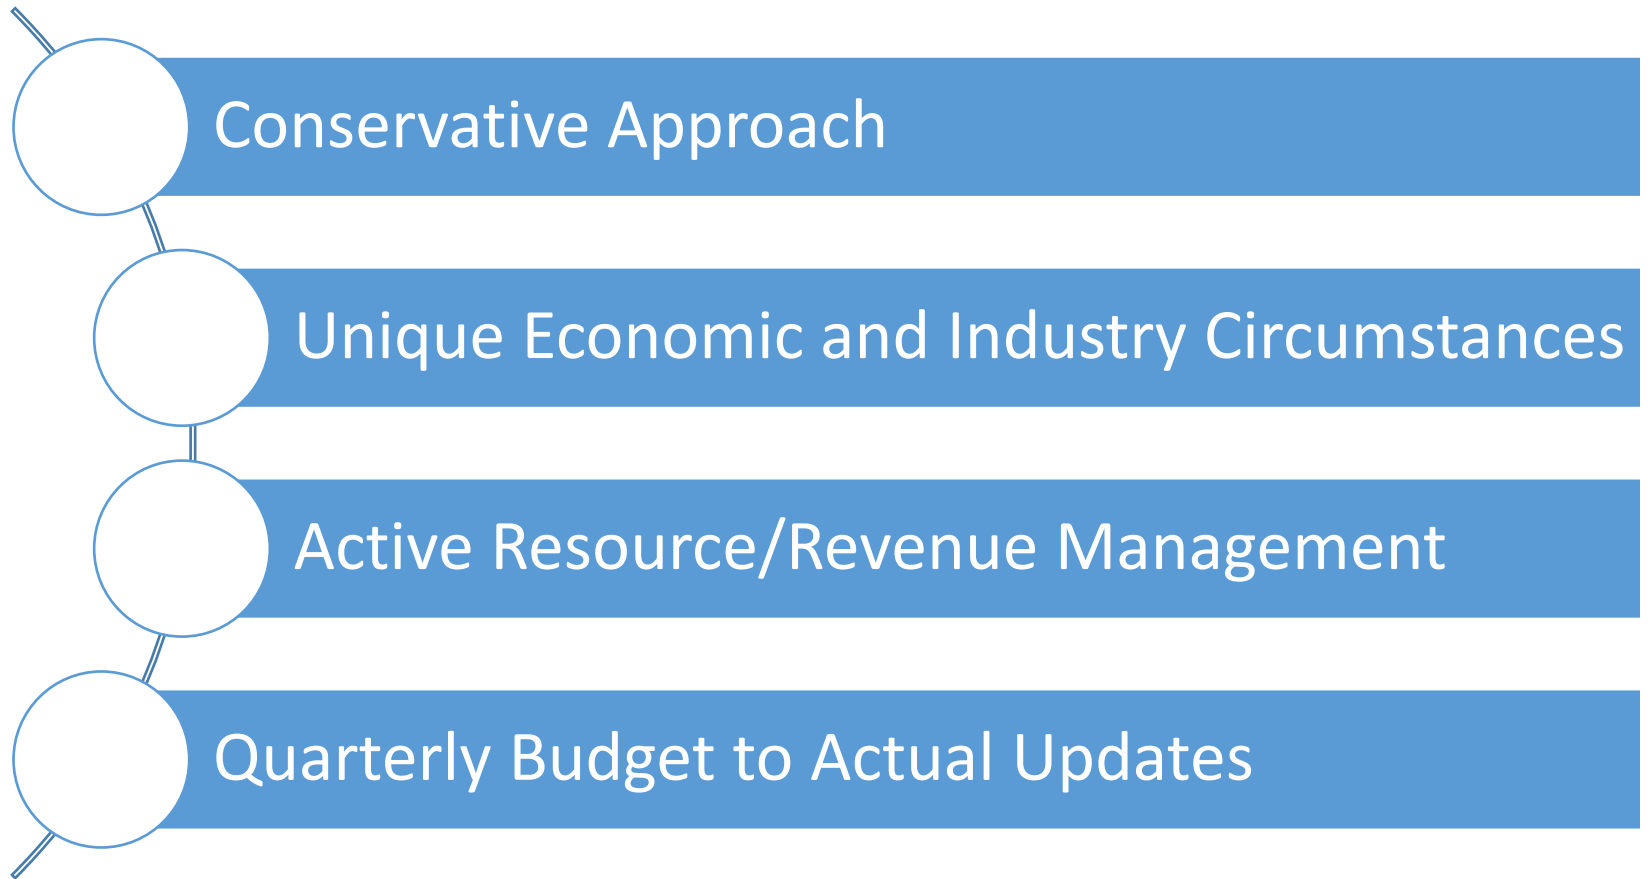 Conservative Approach
Unique Economic and Industry Circumstances
Active Resource/Revenue Management
Quarterly Budget to Actual Updates